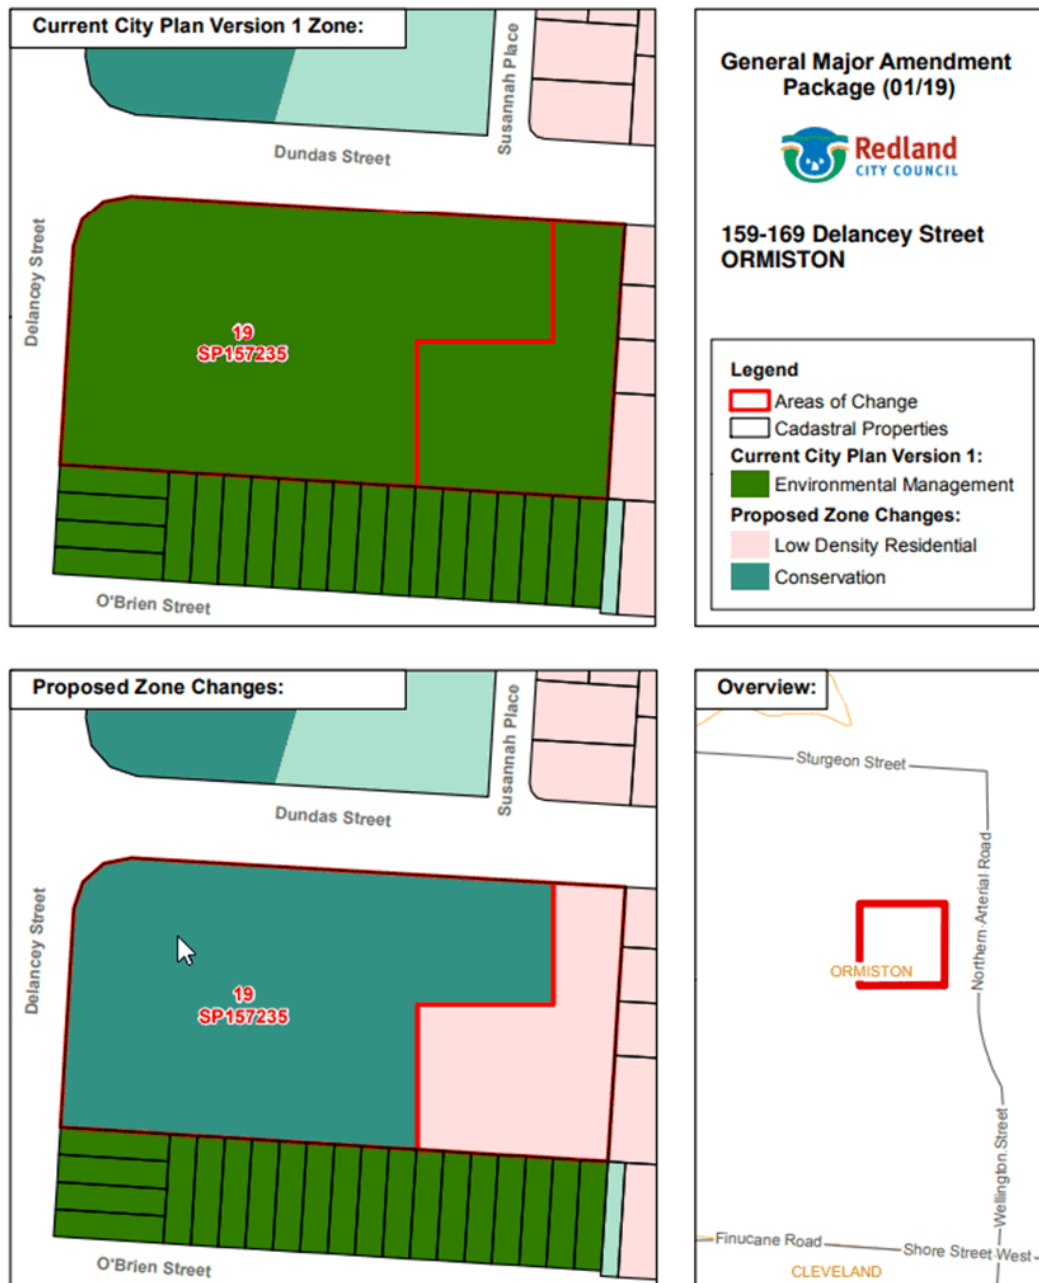 Current City Plan Version 1 Zone:
Susannah Place
Dundas Street
Delancey Street
19
SP157235
O'Brien Street
General Major Amendment
Package (01/19)
Redland
CITY COUNCIL
159-169 Delancey Street
ORMISTON
Legend
Areas of Change
Cadastral Properties
Current City Plan Version 1:
Environmental Management
Proposed Zone Changes:
Low Density Residential
Conservation
Proposed Zone Changes:
Susannah Place
Dundas Street
Delancey Street
19
SP157235
O'Brien Street
Overview:
Sturgeon Street
Northern Arterial Road
ORMISTON
Wellington Street
Finucane Road
Shore Street West
CLEVELAND